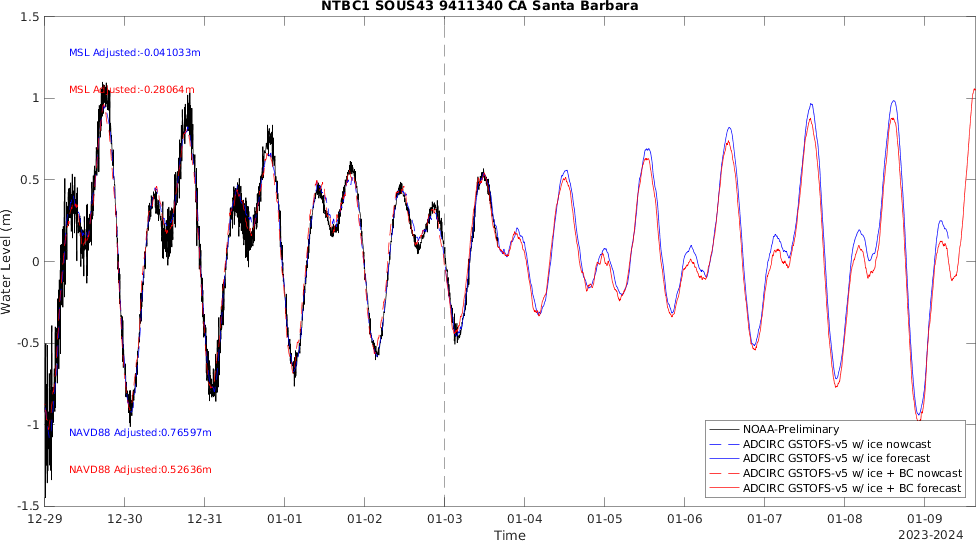 NTBC1 SOUS43 9411340 CA Santa Barbara
1.5
MSL Adjusted:-0.041033m
MSL Adjusted:-0.28064m
1
0.5
Water Level (m)
0
-0.5
-1
NAVD88 Adjusted:0.76597m
NAVD88 Adjusted:0.52636m
-1.5
NOAA-Preliminary
ADCIRC GSTOFS-v5 w/ ice nowcast
ADCIRC GSTOFS-v5 w/ ice forecast
ADCIRC GSTOFS-v5 w/ ice + BC nowcast
ADCIRC GSTOFS-v5 w/ ice + BC forecast
12-29 12-30 12-31 01-01 01-02 01-03 01-04 01-05 01-06 01-07 01-08 01-09
Time
2023-2024